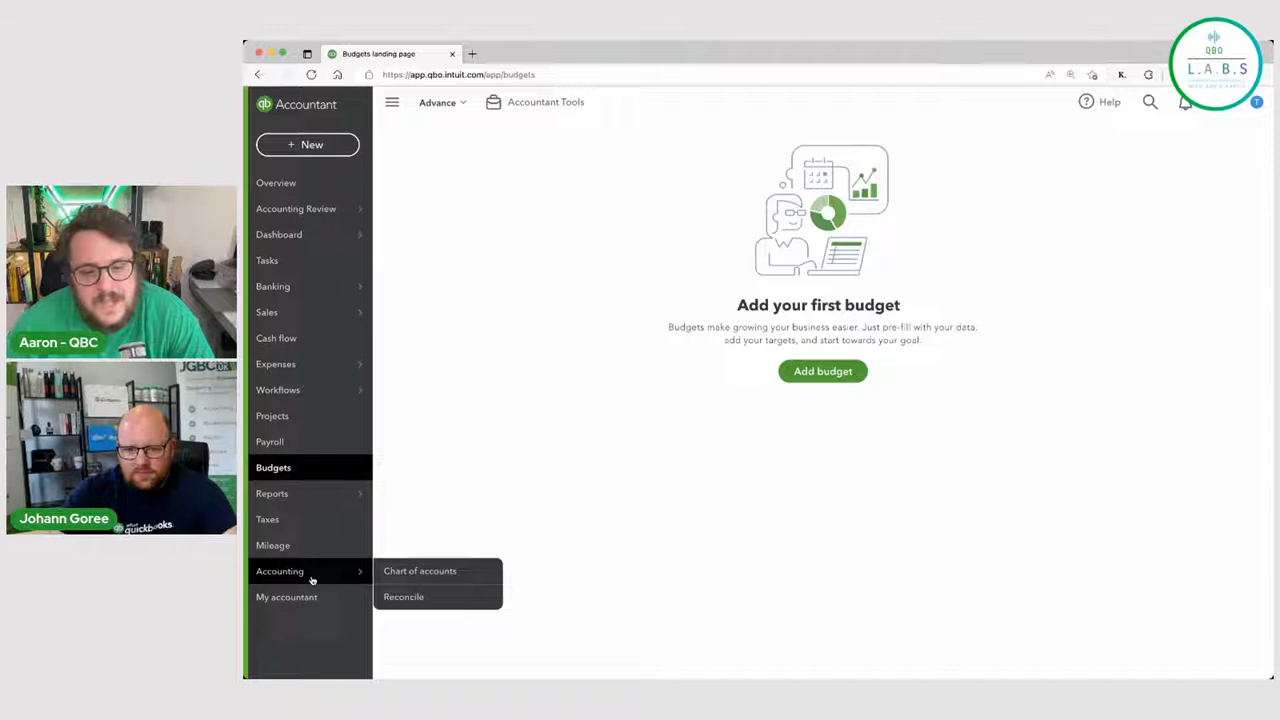 Budgets landing page
https://app.qbo.intuit.com/app/budgets
K.
QBO
L.A.B.S
qb Accountant
Advance
Accountant Tools
Help
T
+ New
Overview
Accounting Review
Dashboard
Tasks
Banking
Sales
Cash flow
Expenses
Workflows
Projects
Payroll
Budgets
Reports
Taxes
Mileage
Accounting
My accountant
Chart of accounts
Reconcile
Add your first budget
Budgets make growing your business easier. Just pre-fill with your data,
add your targets, and start towards your goal.
Add budget
Aaron - QBC
JGBC
quickbooks.
Johann Goree